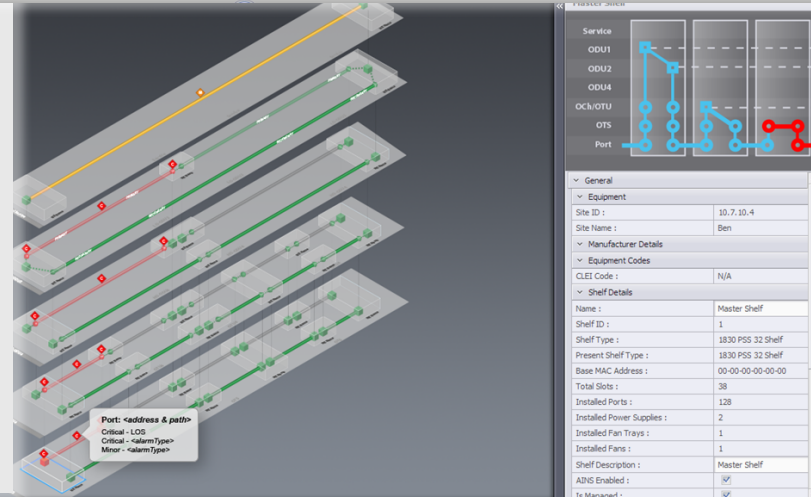 Master Shelf
Service
ODU1
ODU2
ODU4
OCh/OTU
OTS
Port
General
Equipment
Site ID : 10.7.10.4
Site Name : Ben
Manufacturer Details
Equipment Codes
CLEI Code : N/A
Shelf Details
Name : Master Shelf
Shelf ID : 1
Shelf Type : 1830 PSS 32 Shelf
Present Shelf Type : 1830 PSS 32 Shelf
Base MAC Address : 00-00-00-00-00-00
Total Slots : 38
Installed Ports : 128
Installed Power Supplies : 2
Installed Fan Trays : 1
Installed Fans : 1
Shelf Description : Master Shelf
AINS Enabled :
Is Managed :
Port: <address & path>
Critical - LOS
Critical - <alarmType>
Minor - <alarmType>